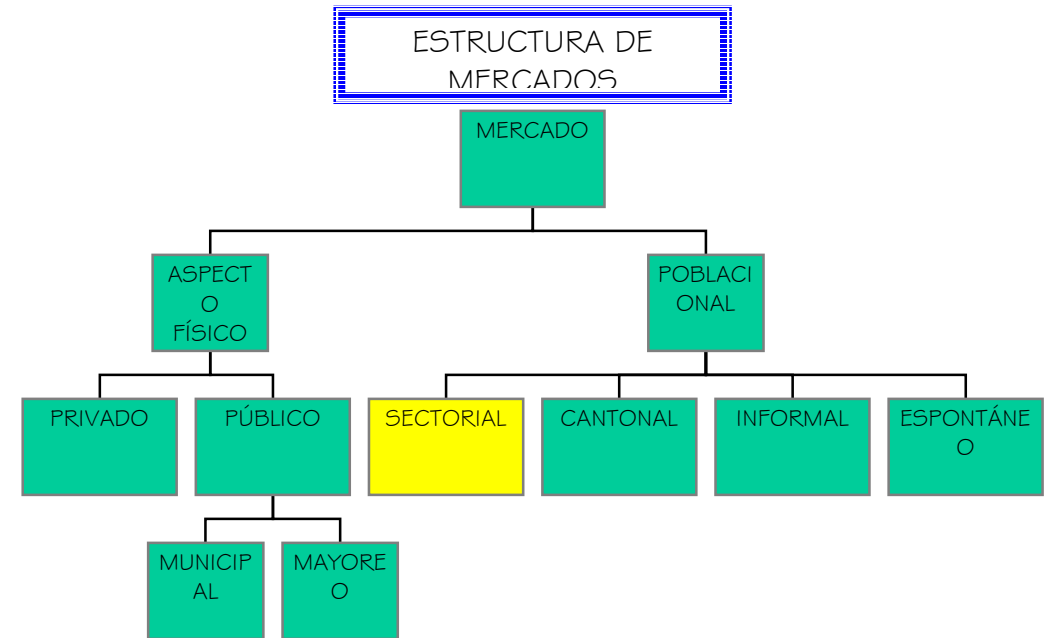 ESTRUCTURA DE
MERCADOS
MERCADO
ASPECT
O
FÍSICO
POBLACI
ONAL
PRIVADO
PÚBLICO
SECTORIAL
CANTONAL
INFORMAL
ESPONTÁNE
O
MUNICIP
AL
MAYORE
O